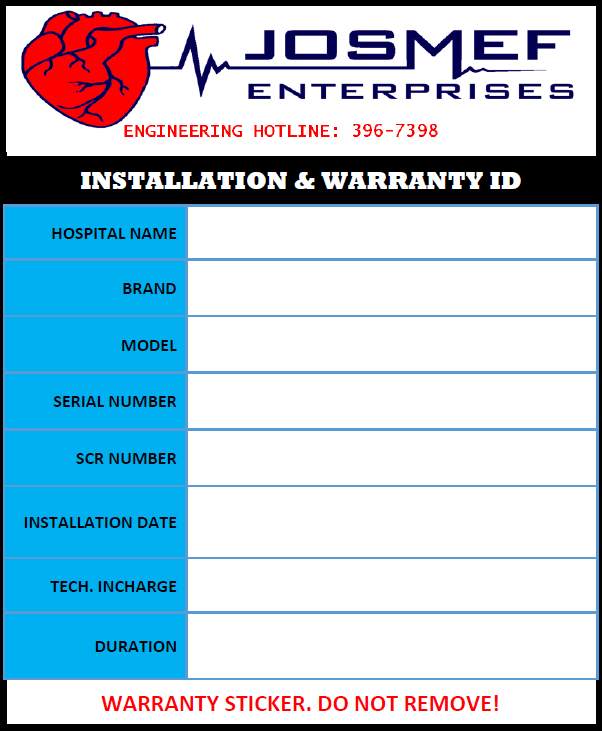 JOSMEF
ENTERPRISES
ENGINEERING HOTLINE: 396-7398
INSTALLATION & WARRANTY ID
HOSPITAL NAME
BRAND
MODEL
SERIAL NUMBER
SCR NUMBER
INSTALLATION DATE
TECH. INCHARGE
DURATION
WARRANTY STICKER. DO NOT REMOVE!